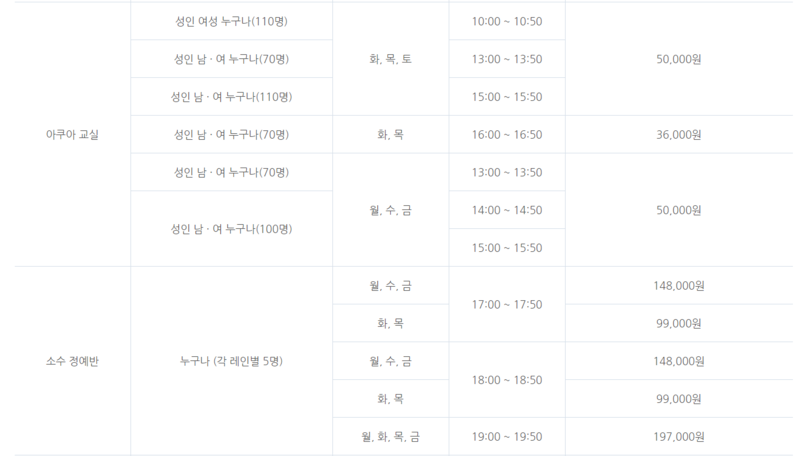 성인 여성 누구나(110명)
10:00 ~ 10:50
성인 남 · 여 누구나(70명)
화, 목, 토
13:00 ~ 13:50
50,000원
성인 남 · 여 누구나(110명)
15:00 ~ 15:50
아쿠아 교실
성인 남 · 여 누구나(70명)
화, 목
16:00 ~ 16:50
36,000원
성인 남 · 여 누구나(70명)
13:00 ~ 13:50
월, 수, 금
14:00 ~ 14:50
50,000원
성인 남 · 여 누구나(100명)
15:00 ~ 15:50
월, 수, 금
148,000원
17:00 ~ 17:50
화, 목
99,000원
소수 정예반
누구나 (각 레인별 5명)
월, 수, 금
148,000원
18:00 ~ 18:50
화, 목
99,000원
월, 화, 목, 금
19:00 ~ 19:50
197,000원